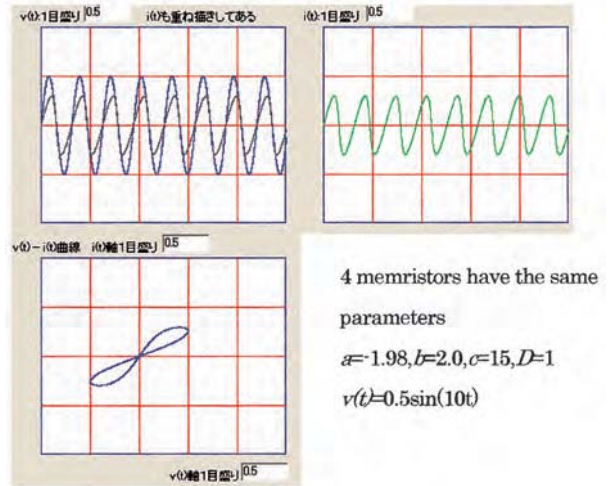 v(t):1目盛り 0.5 i(t)も重ね描きしてある
i(t):1目盛り 0.5
v(t)-i(t)曲線 i(t)軸1目盛り 0.5
4 memristors have the same
parameters
a=-1.98,b=2.0,c=15,D=1
v(t)=0.5sin(10t)
v(t)軸1目盛り 0.5